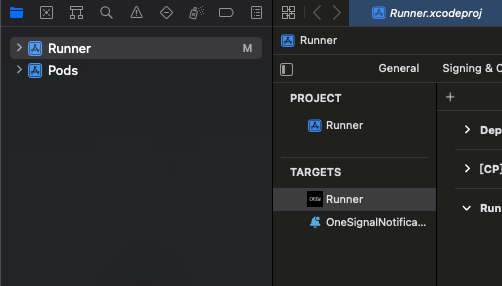 Runner M
Pods
Runner.xcodeproj
Runner
General Signing & C
PROJECT
Runner
TARGETS
Runner
OneSignalNotifica...
+
Dep
[CP]
Run